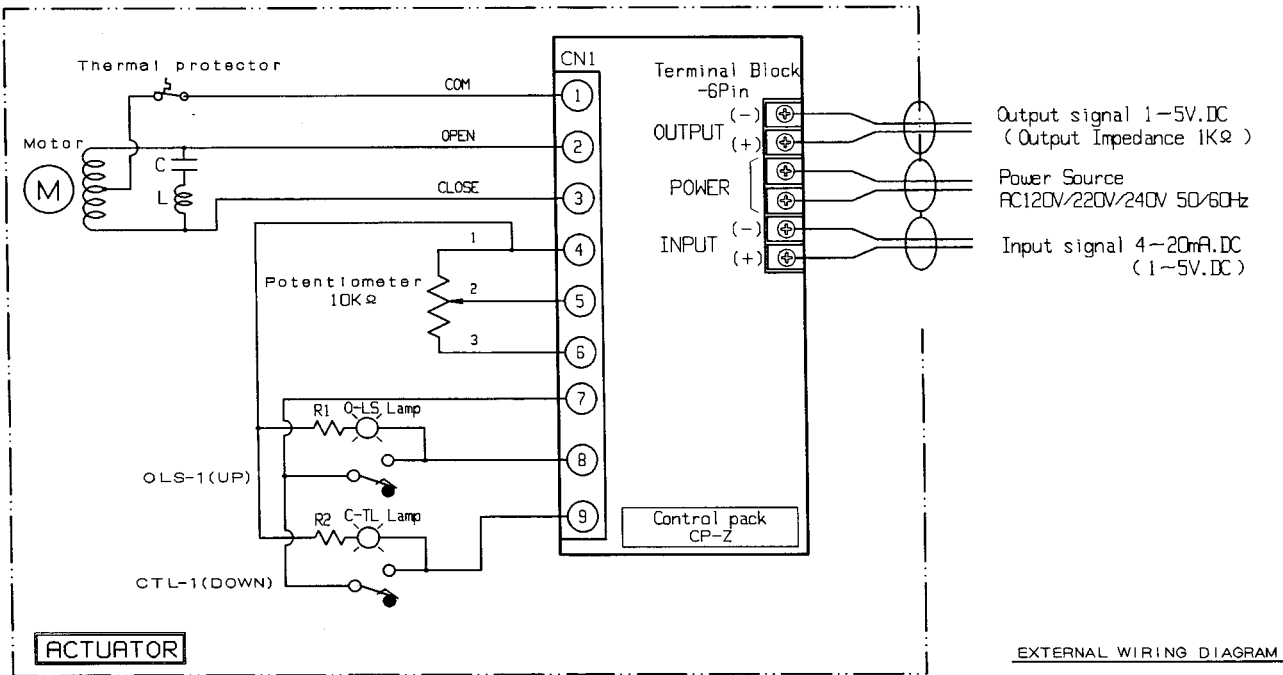 CN1
Thermal protector
COM
1
Terminal Block
-6Pin
(-)
OUTPUT
(+)
Output signal 1~5V.DC
( Output Impedance 1KΩ )
Motor
M
C
L
OPEN
2
CLOSE
3
POWER
Power Source
AC120V/220V/240V 50/60Hz
(-)
INPUT
(+)
Input signal 4~20mA.DC
( 1~5V.DC )
1
4
Potentiometer
10KΩ
2
5
3
6
7
R1
O-LS Lamp
8
OLS-1(UP)
R2
C-TL Lamp
9
CTL-1(DOWN)
Control pack
CP-Z
ACTUATOR
EXTERNAL WIRING DIAGRAM